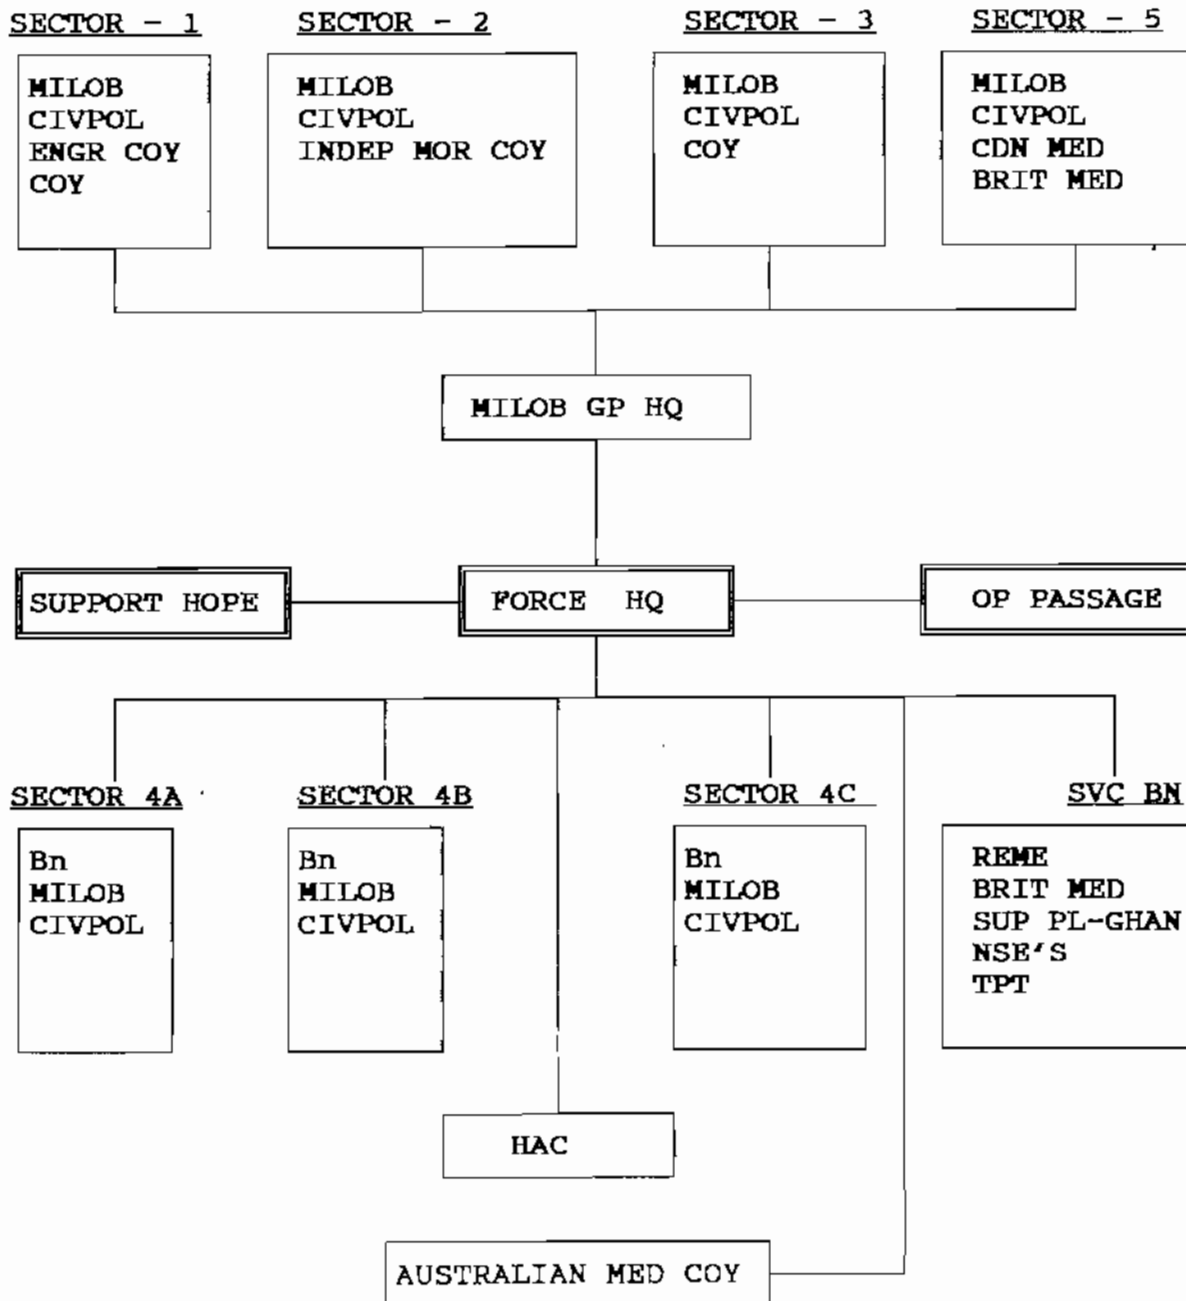 SECTOR - 1
MILOB
CIVPOL
ENGR COY
COY
SECTOR - 2
MILOB
CIVPOL
INDEP MOR COY
SECTOR - 3
MILOB
CIVPOL
COY
SECTOR - 5
MILOB
CIVPOL
CDN MED
BRIT MED
MILOB GP HQ
SUPPORT HOPE
FORCE HQ
OP PASSAGE
SECTOR 4A
Bn
MILOB
CIVPOL
SECTOR 4B
Bn
MILOB
CIVPOL
SECTOR 4C
Bn
MILOB
CIVPOL
SVC BN
REME
BRIT MED
SUP PL-GHAN
NSE'S
TPT
HAC
AUSTRALIAN MED COY